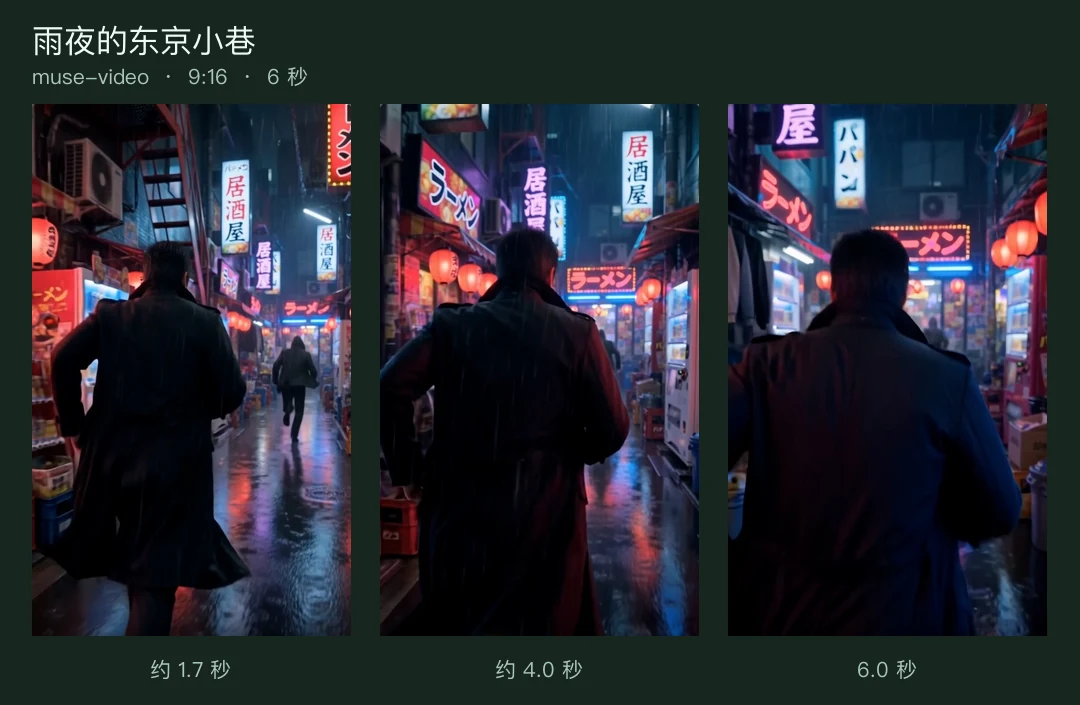 雨夜的东京小巷
muse-video · 9:16 · 6 秒
居酒屋
居酒屋
居酒屋
ラーメン
ラーメン
居酒屋
居酒屋
ラーメン
屋
パパン
ラーメン
ーメン
约 1.7 秒
约 4.0 秒
6.0 秒